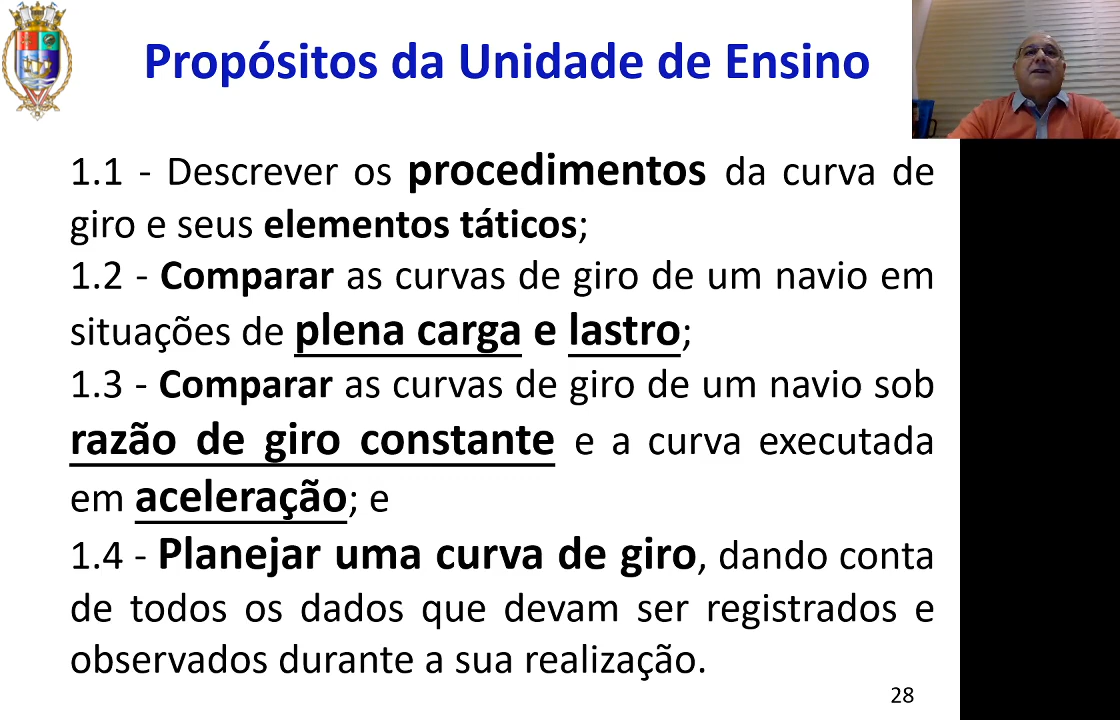 Propósitos da Unidade de Ensino
1.1 - Descrever os procedimentos da curva de
giro e seus elementos táticos;
1.2 - Comparar as curvas de giro de um navio em
situações de plena carga e lastro;
1.3 - Comparar as curvas de giro de um navio sob
razão de giro constante e a curva executada
em aceleração; e
1.4 - Planejar uma curva de giro, dando conta
de todos os dados que devam ser registrados e
observados durante a sua realização.
28